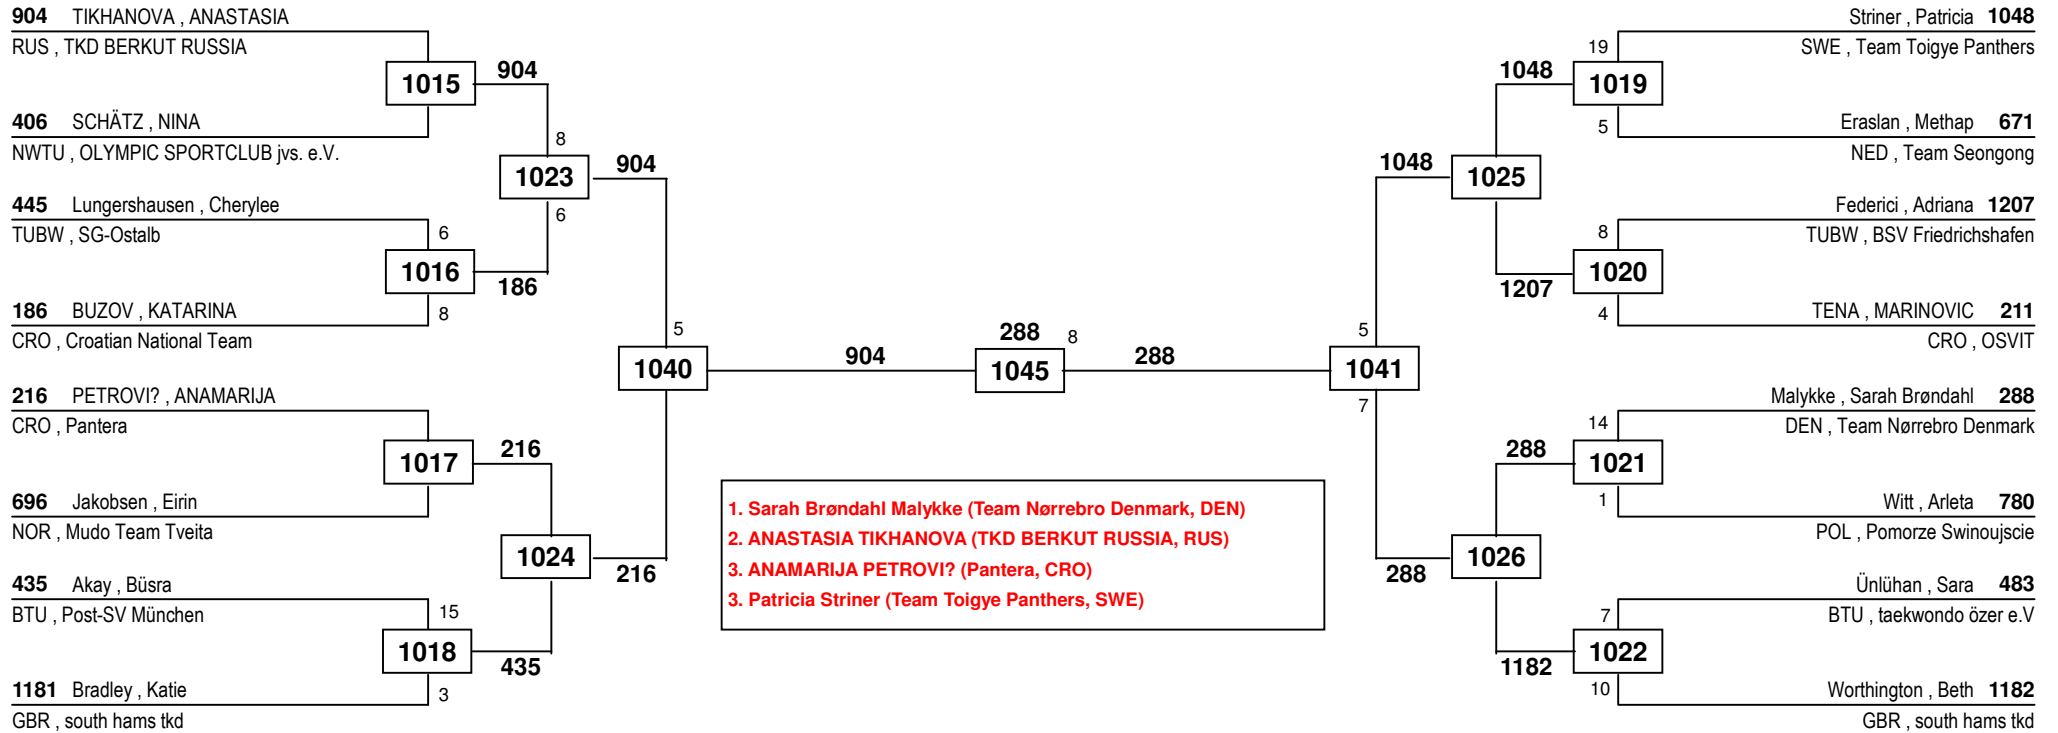 904 TIKHANOVA , ANASTASIA
RUS , TKD BERKUT RUSSIA
1015
904
406 SCHÄTZ , NINA
NWTU , OLYMPIC SPORTCLUB jvs. e.V.
8
1023
904
6
445 Lungershausen , Cherylee
TUBW , SG-Ostalb
6
1016
186
8
186 BUZOV , KATARINA
CRO , Croatian National Team
5
1040
904
216 PETROVI? , ANAMARIJA
CRO , Pantera
1017
216
696 Jakobsen , Eirin
NOR , Mudo Team Tveita
1024
216
435 Akay , Büsra
BTU , Post-SV München
15
1018
435
3
1181 Bradley , Katie
GBR , south hams tkd
288
8
1045
288
1. Sarah Brøndahl Malykke (Team Nørrebro Denmark, DEN)
2. ANASTASIA TIKHANOVA (TKD BERKUT RUSSIA, RUS)
3. ANAMARIJA PETROVI? (Pantera, CRO)
3. Patricia Striner (Team Toigye Panthers, SWE)
Striner , Patricia 1048
SWE , Team Toigye Panthers
19
1048
1019
5
Eraslan , Methap 671
NED , Team Seongong
1048
1025
Federici , Adriana 1207
TUBW , BSV Friedrichshafen
8
1020
1207
4
TENA , MARINOVIC 211
CRO , OSVIT
5
1041
7
Malykke , Sarah Brøndahl 288
DEN , Team Nørrebro Denmark
14
288
1021
1
Witt , Arleta 780
POL , Pomorze Swinoujscie
1026
288
Ünlühan , Sara 483
BTU , taekwondo özer e.V
7
1022
1182
10
Worthington , Beth 1182
GBR , south hams tkd